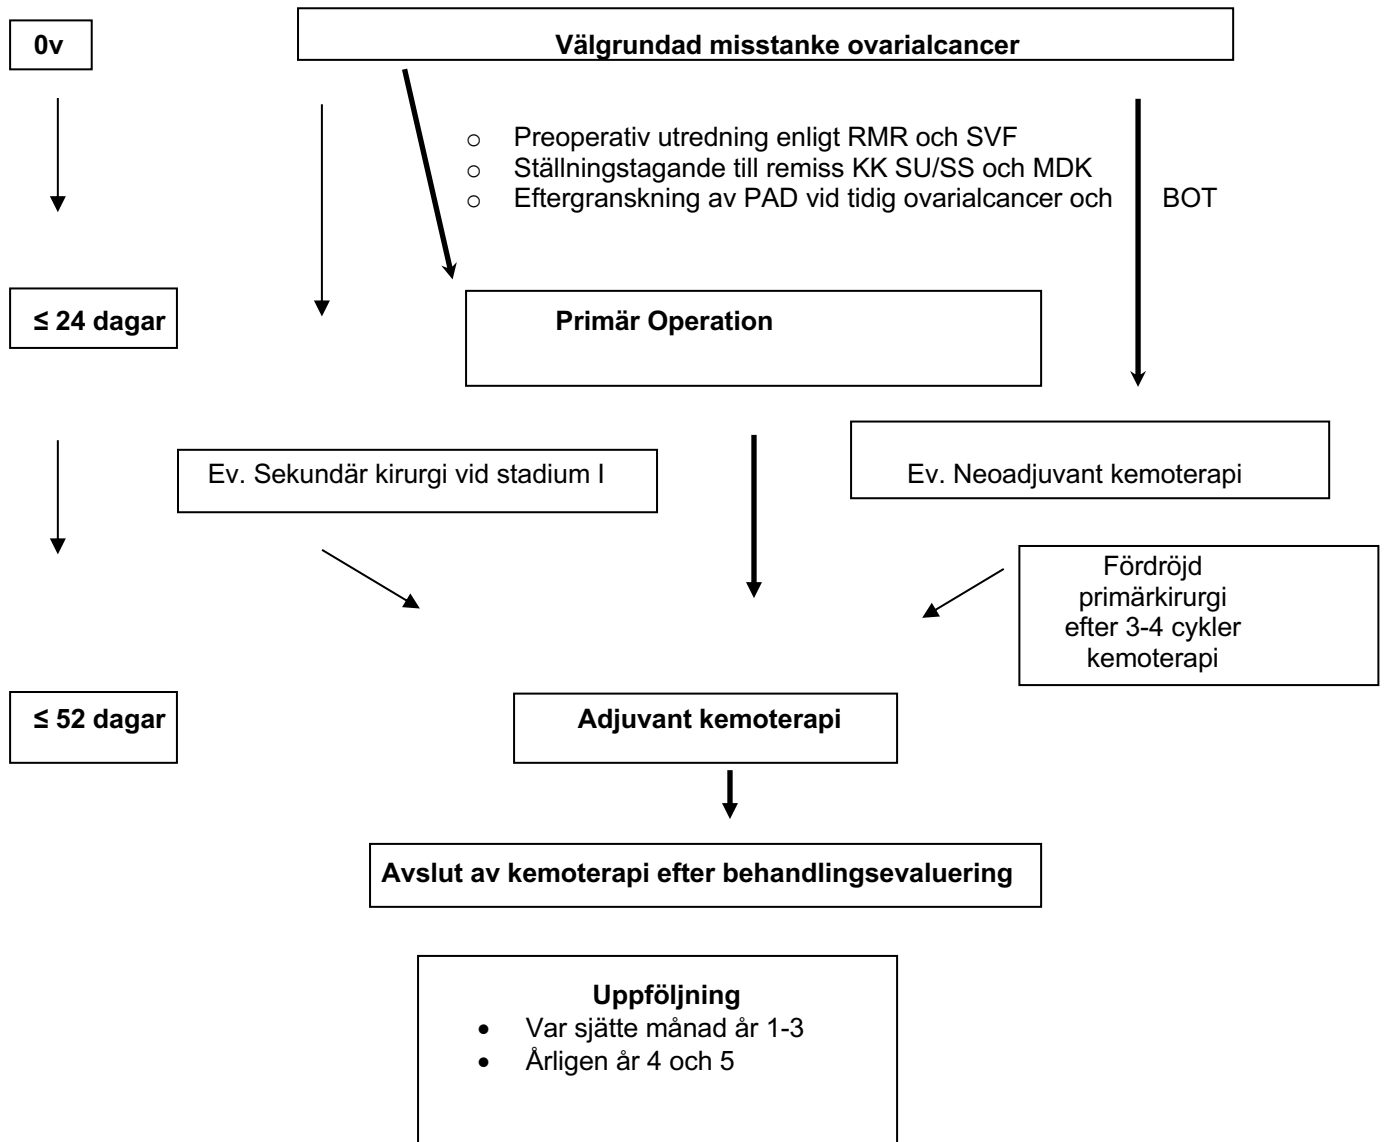 0v
Välgrundad misstanke ovarialcancer
○ Preoperativ utredning enligt RMR och SVF
○ Ställningstagande till remiss KK SU/SS och MDK
○ Eftergranskning av PAD vid tidig ovarialcancer och BOT
≤ 24 dagar
Primär Operation
Ev. Sekundär kirurgi vid stadium I
Ev. Neoadjuvant kemoterapi
Fördröjd
primärkirurgi
efter 3-4 cykler
kemoterapi
≤ 52 dagar
Adjuvant kemoterapi
Avslut av kemoterapi efter behandlingsevaluering
Uppföljning
• Var sjätte månad år 1-3
• Årligen år 4 och 5